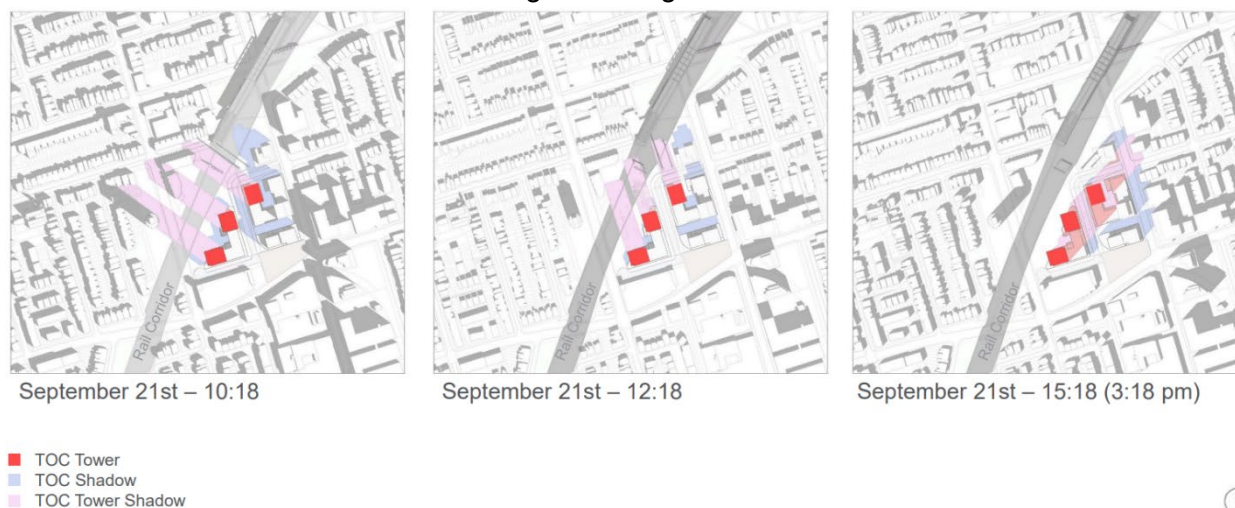 Rail Corridor
Rail Corridor
Rail Corridor
September 21st – 10:18
September 21st – 12:18
September 21st – 15:18 (3:18 pm)
TOC Tower
TOC Shadow
TOC Tower Shadow